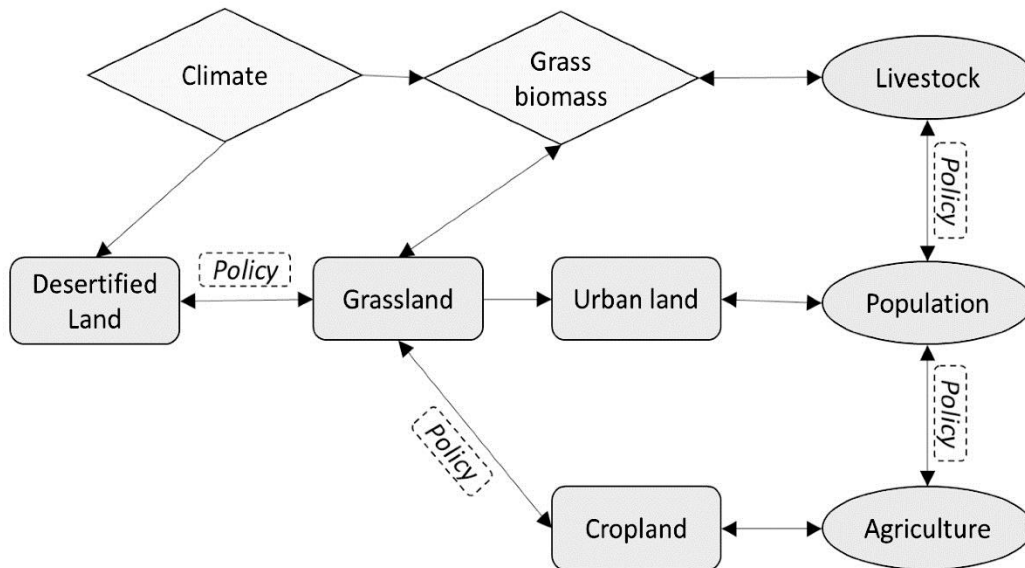 Climate
Grass
biomass
Livestock
Policy
Desertified
Land
Policy
Grassland
Urban land
Population
Policy
Policy
Cropland
Agriculture